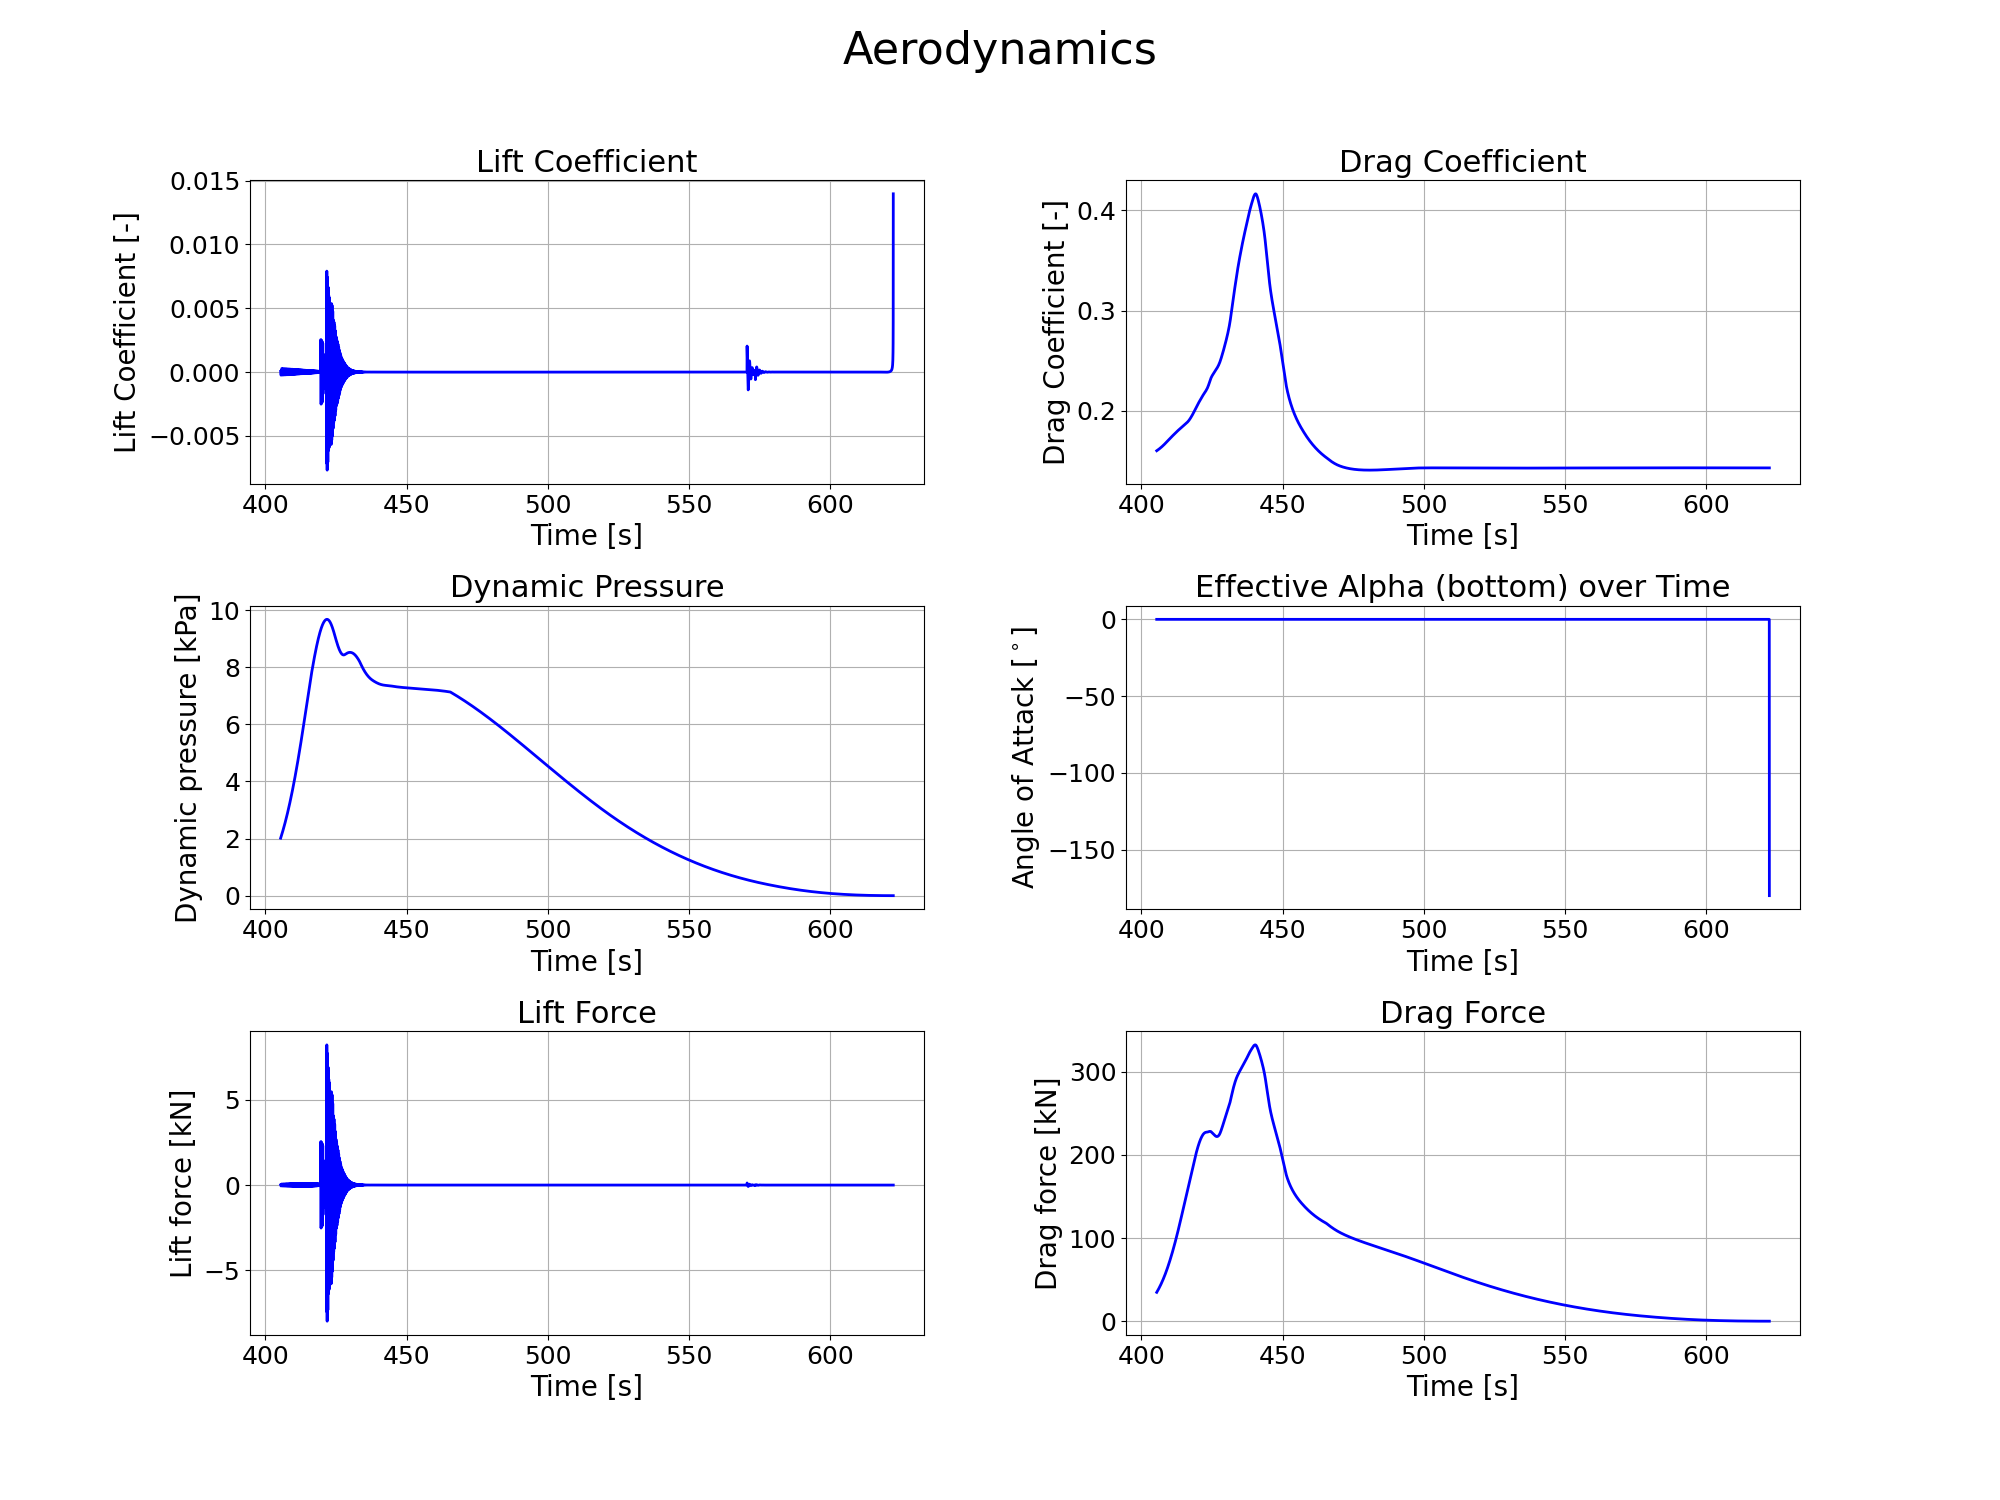 Aerodynamics
Lift Coefficient
Lift Coefficient [-]
0.015
0.010
0.005
0.000
−0.005
400 450 500 550 600
Time [s]
Drag Coefficient
Drag Coefficient [-]
0.4
0.3
0.2
400 450 500 550 600
Time [s]
Dynamic Pressure
Dynamic pressure [kPa]
10
8
6
4
2
0
400 450 500 550 600
Time [s]
Effective Alpha (bottom) over Time
Angle of Attack [°]
0
−50
−100
−150
400 450 500 550 600
Time [s]
Lift Force
Lift force [kN]
5
0
−5
400 450 500 550 600
Time [s]
Drag Force
Drag force [kN]
300
200
100
0
400 450 500 550 600
Time [s]